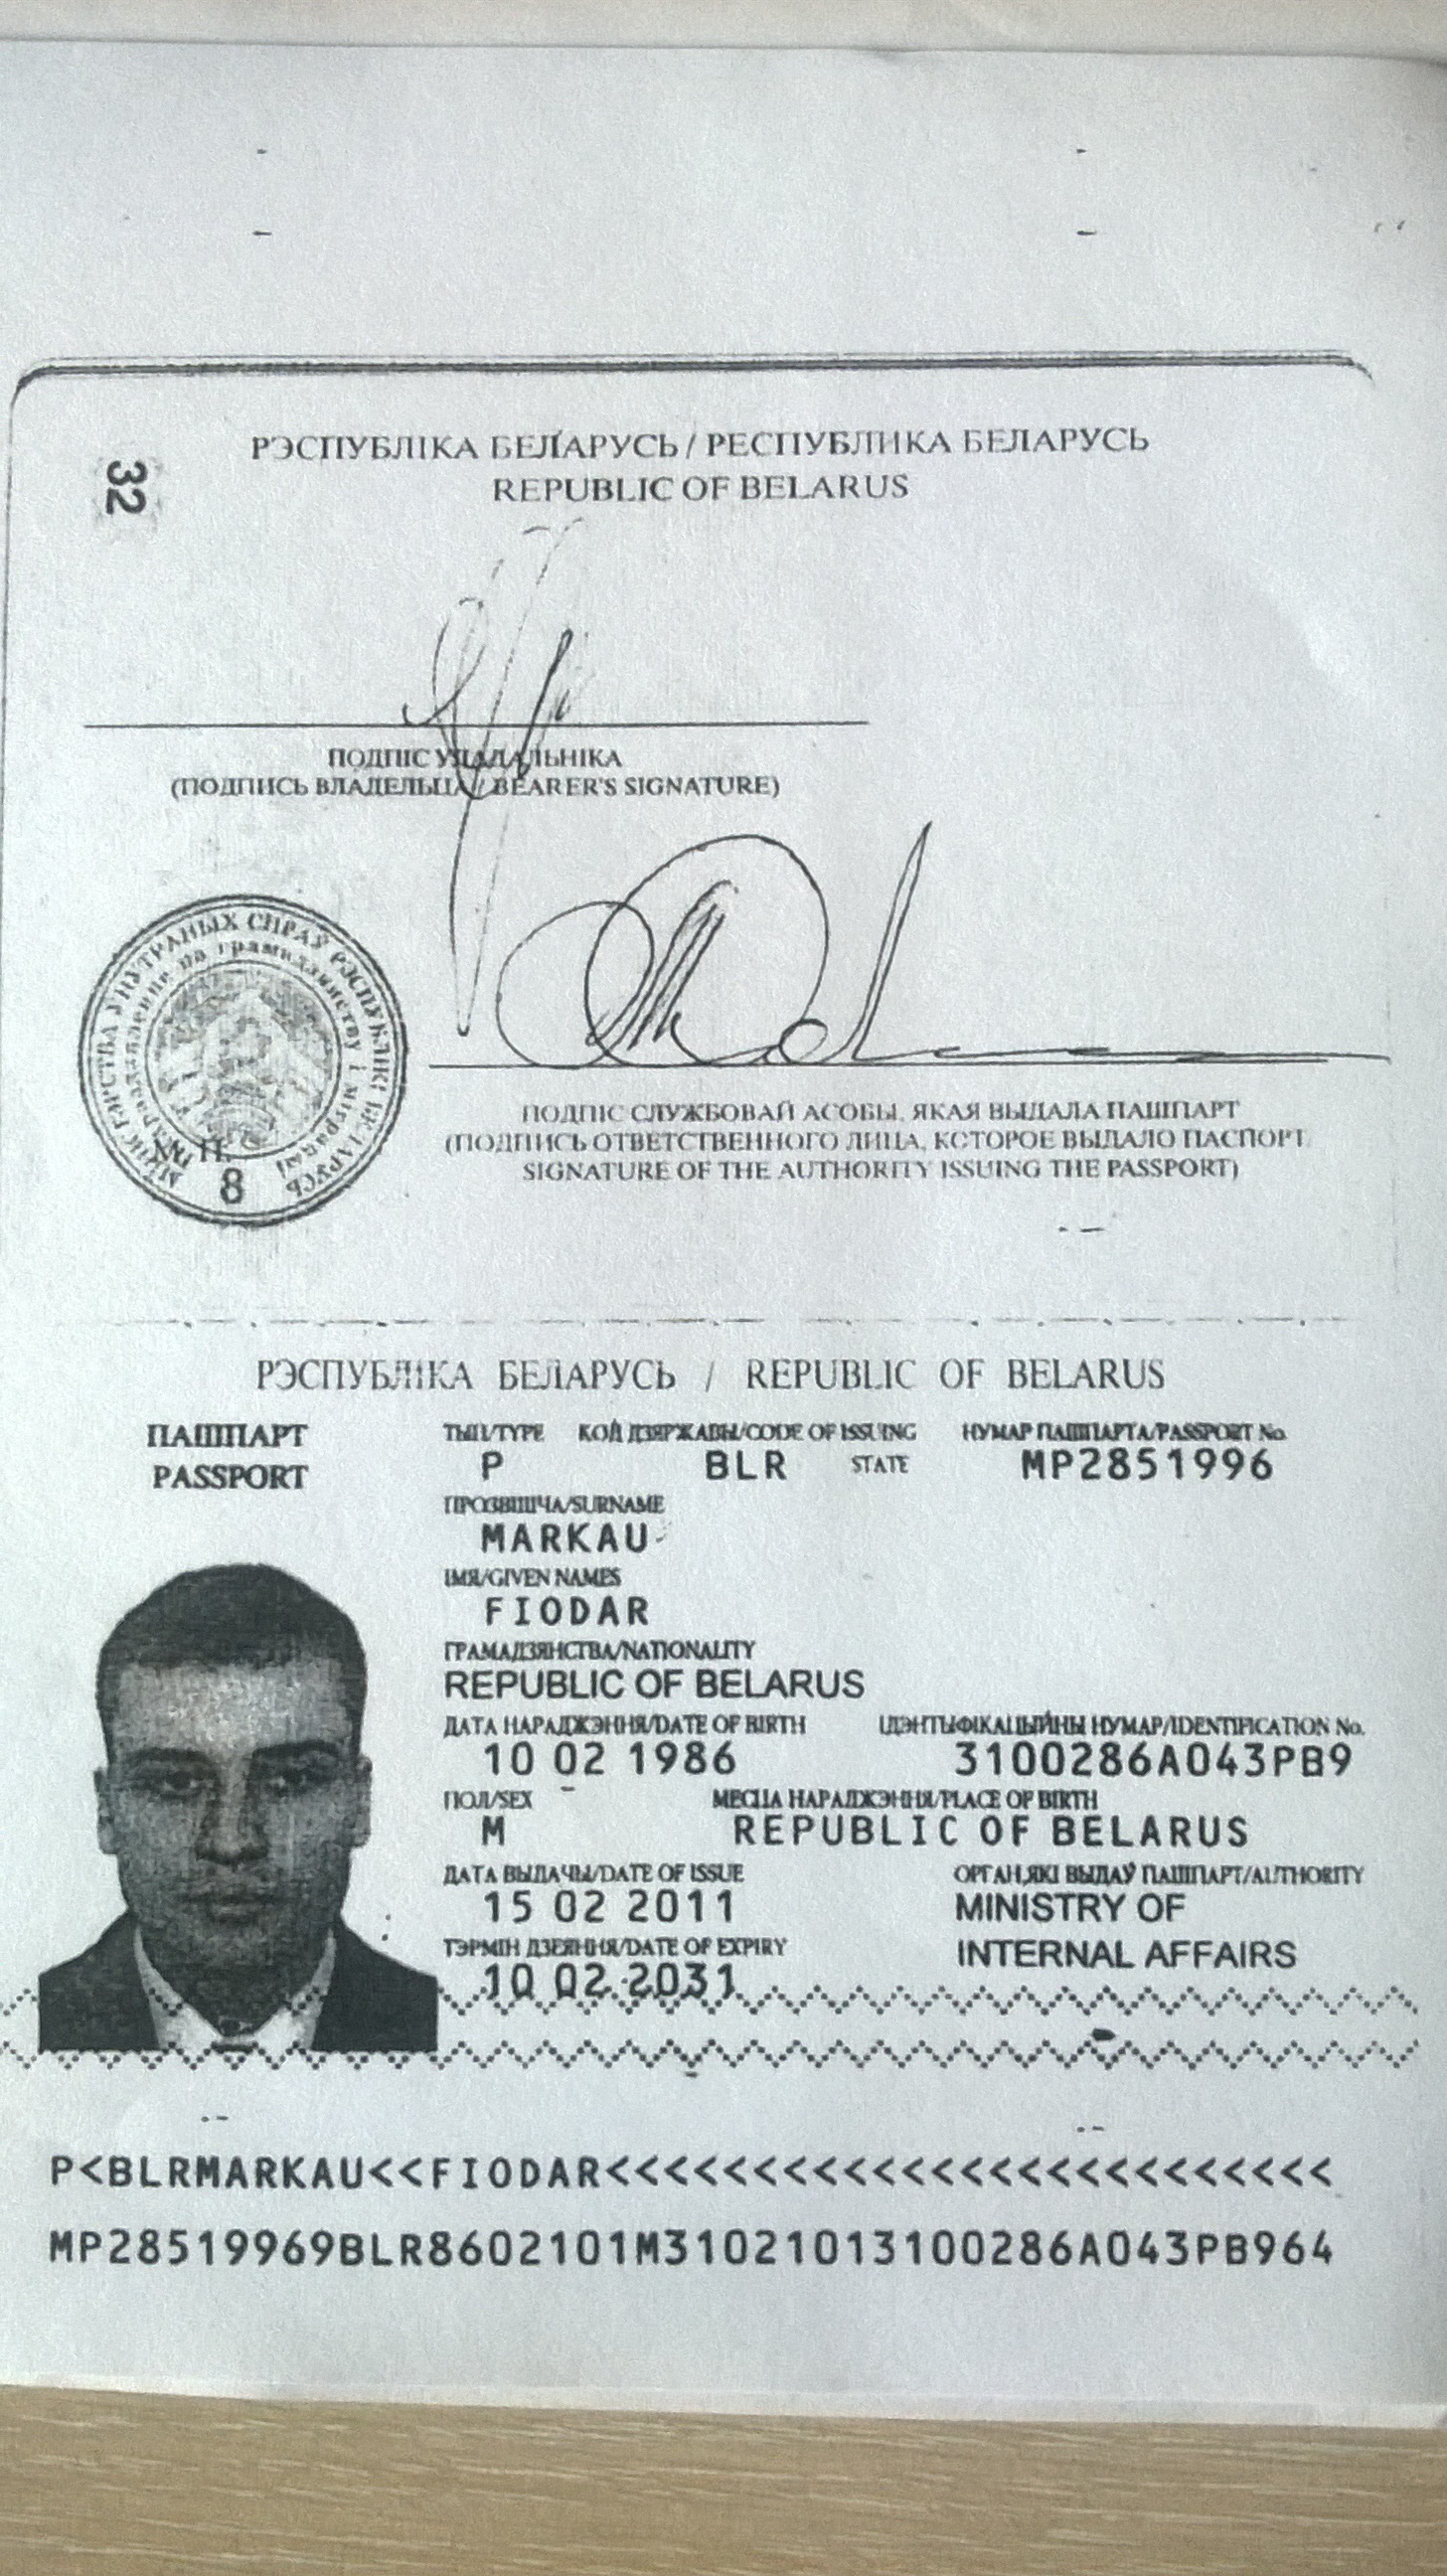 32
РЭСПУБЛІКА БЕЛАРУСЬ / РЕСПУБЛИКА БЕЛАРУСЬ
REPUBLIC OF BELARUS
ПОДПІС УЛАДАЛЬНІКА
(ПОДПИСЬ ВЛАДЕЛЬЦА / BEARER'S SIGNATURE)
МІНІСТЭРСТВА УНУТРАНЫХ СПРАЎ РЭСПУБЛІКІ БЕЛАРУСЬ
па грамадзянству і міграцыі
М. П.
8
ПОДПІС СЛУЖБОВАЙ АСОБЫ, ЯКАЯ ВЫДАЛА ПАШПАРТ
(ПОДПИСЬ ОТВЕТСТВЕННОГО ЛИЦА, КОТОРОЕ ВЫДАЛО ПАСПОРТ
SIGNATURE OF THE AUTHORITY ISSUING THE PASSPORT)
РЭСПУБЛІКА БЕЛАРУСЬ / REPUBLIC OF BELARUS
ПАШПАРТ ТЫП/TYPE КОД ДЗЯРЖАВЫ/CODE OF ISSUING НУМАР ПАШПАРТА/PASSPORT No.
PASSPORT P BLR STATE MP2851996
ПРОЗВІШЧА/SURNAME
MARKAU
ІМЯ/GIVEN NAMES
FIODAR
ГРАМАДЗЯНСТВА/NATIONALITY
REPUBLIC OF BELARUS
ДАТА НАРАДЖЭННЯ/DATE OF BIRTH ІДЭНТЫФІКАЦЫЙНЫ НУМАР/IDENTIFICATION No.
10 02 1986 3100286A043PB9
ПОЛ/SEX МЕСЦА НАРАДЖЭННЯ/PLACE OF BIRTH
M REPUBLIC OF BELARUS
ДАТА ВЫДАЧЫ/DATE OF ISSUE ОРГАН,ЯКІ ВЫДАЎ ПАШПАРТ/AUTHORITY
15 02 2011 MINISTRY OF
ТЭРМІН ДЗЕЯННЯ/DATE OF EXPIRY INTERNAL AFFAIRS
10 02 2031
P<BLRMARKAU<<FIODAR<<<<<<<<<<<<<<<<<<<<<<<<<
MP28519969BLR8602101M31021013100286A043PB964